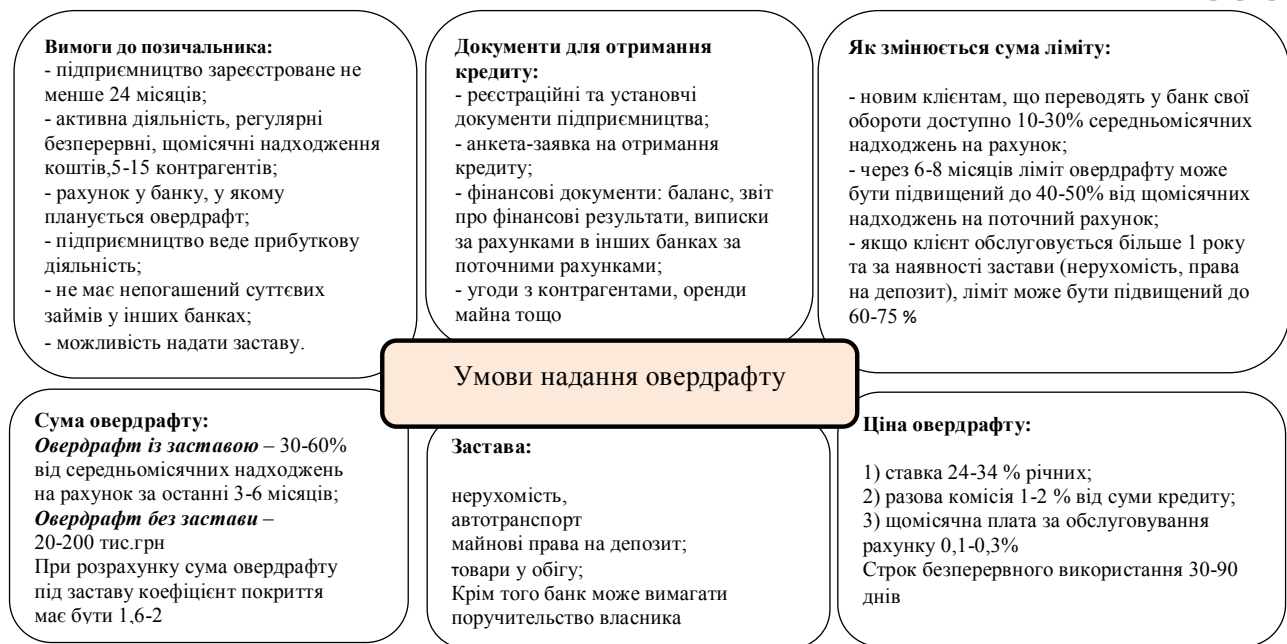 Вимоги до позичальника:
- підприємництво зареєстроване не
менше 24 місяців;
- активна діяльність, регулярні
безперервні, щомісячні надходження
коштів,5-15 контрагентів;
- рахунок у банку, у якому
планується овердрафт;
- підприємництво веде прибуткову
діяльність;
- не має непогашений суттєвих
займів у інших банках;
- можливість надати заставу.
Документи для отримання
кредиту:
- реєстраційні та установчі
документи підприємництва;
- анкета-заявка на отримання
кредиту;
- фінансові документи: баланс, звіт
про фінансові результати, виписки
за рахунками в інших банках за
поточними рахунками;
- угоди з контрагентами, оренди
майна тощо
Як змінюється сума ліміту:
- новим клієнтам, що переводять у банк свої
обороти доступно 10-30% середньомісячних
надходжень на рахунок;
- через 6-8 місяців ліміт овердрафту може
бути підвищений до 40-50% від щомісячних
надходжень на поточний рахунок;
- якщо клієнт обслуговується більше 1 року
та за наявності застави (нерухомість, права
на депозит), ліміт може бути підвищений до
60-75 %
Умови надання овердрафту
Сума овердрафту:
Овердрафт із заставою – 30-60%
від середньомісячних надходжень
на рахунок за останні 3-6 місяців;
Овердрафт без застави –
20-200 тис.грн
При розрахунку сума овердрафту
під заставу коефіцієнт покриття
має бути 1,6-2
Застава:
нерухомість,
автотранспорт
майнові права на депозит;
товари у обігу;
Крім того банк може вимагати
поручительство власника
Ціна овердрафту:
1) ставка 24-34 % річних;
2) разова комісія 1-2 % від суми кредиту;
3) щомісячна плата за обслуговування
рахунку 0,1-0,3%
Строк безперервного використання 30-90
днів